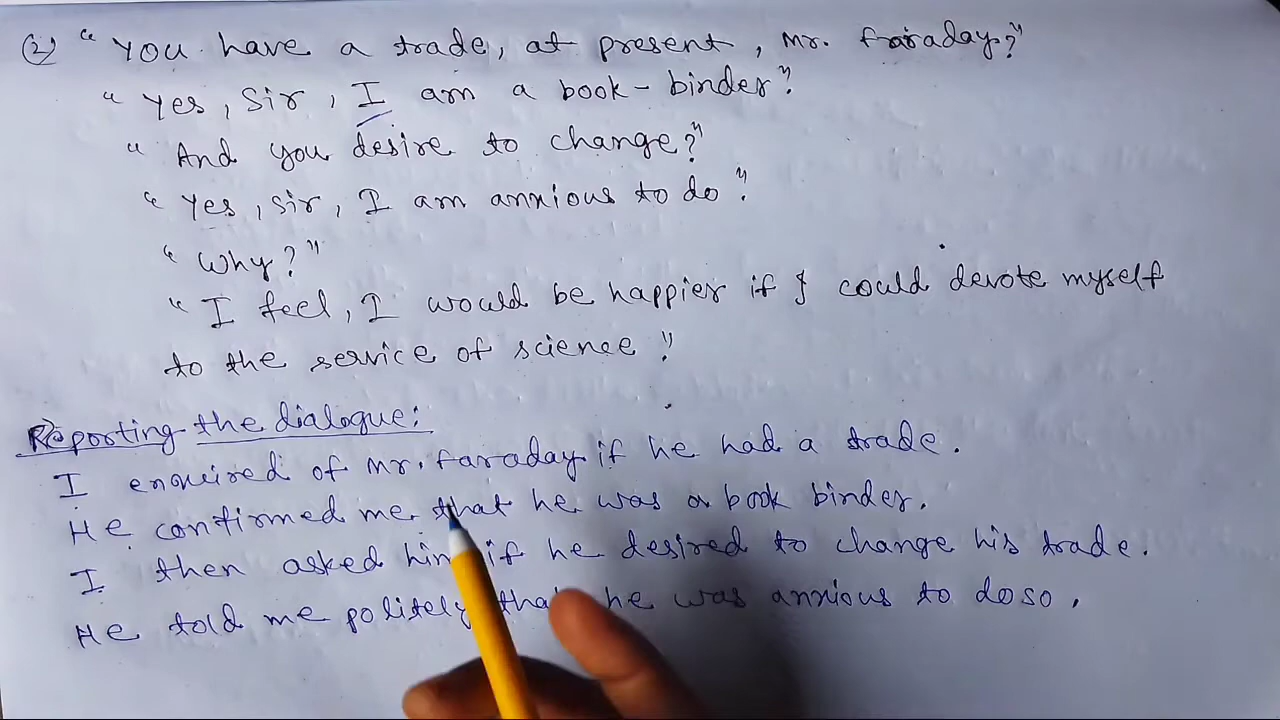 (2) "You have a trade, at present, Mr. Faraday?"
"Yes, Sir, I am a book-binder".
"And you desire to change?"
"Yes, sir, I am anxious to do".
"Why?"
"I feel, I would be happier if I could devote myself
to the service of science".
Reporting the dialogue:
I enquired of Mr. Faraday if he had a trade.
He confirmed me that he was a book binder.
I then asked him if he desired to change his trade.
He told me politely that he was anxious to do so.